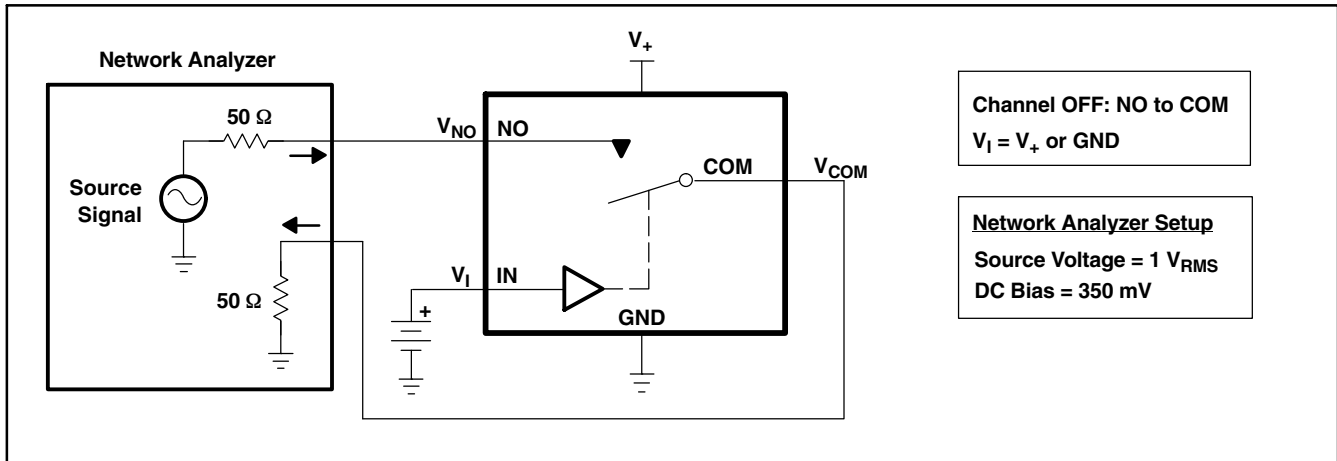 Network Analyzer
50 Ω
Source
Signal
50 Ω
V+
VNO
NO
COM
VCOM
VI
IN
+
GND
Channel OFF: NO to COM
VI = V+ or GND
Network Analyzer Setup
Source Voltage = 1 VRMS
DC Bias = 350 mV